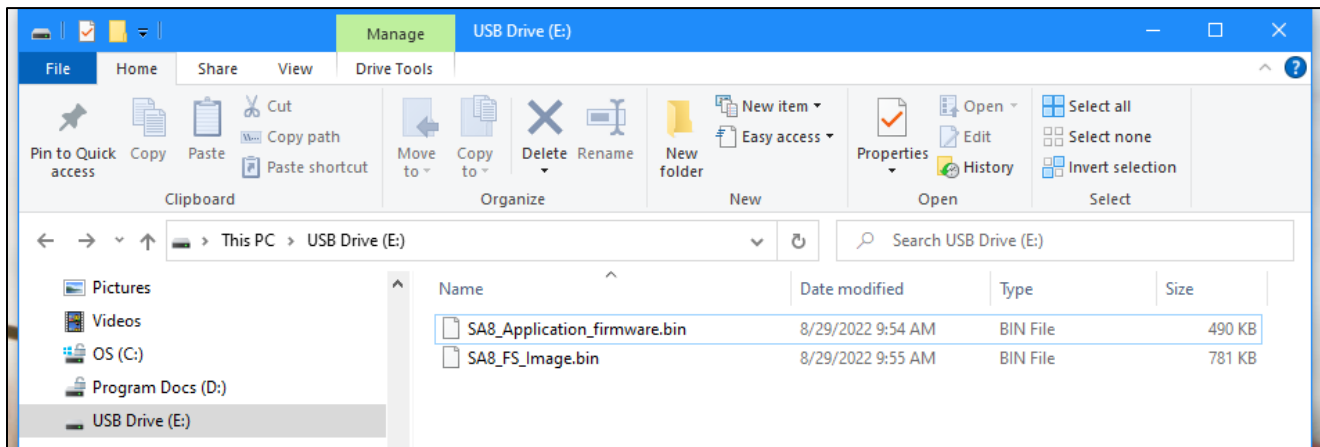 Manage USB Drive (E:)
File Home Share View Drive Tools
Pin to Quick access
Copy
Paste
Cut
Copy path
Paste shortcut
Clipboard
Move to
Copy to
Delete
Rename
Organize
New folder
New item
Easy access
New
Properties
Open
Edit
History
Open
Select all
Select none
Invert selection
Select
This PC > USB Drive (E:)
Search USB Drive (E:)
Pictures
Videos
OS (C:)
Program Docs (D:)
USB Drive (E:)
Name Date modified Type Size
SA8_Application_firmware.bin 8/29/2022 9:54 AM BIN File 490 KB
SA8_FS_Image.bin 8/29/2022 9:55 AM BIN File 781 KB